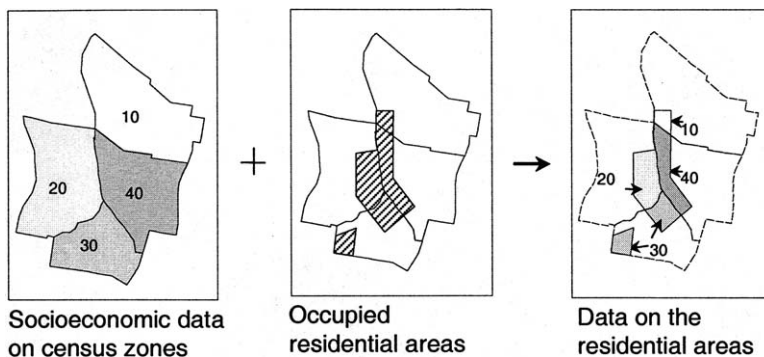 10
20
40
30
+
10
40
20
30
Socioeconomic data
on census zones
Occupied
residential areas
Data on the
residential areas